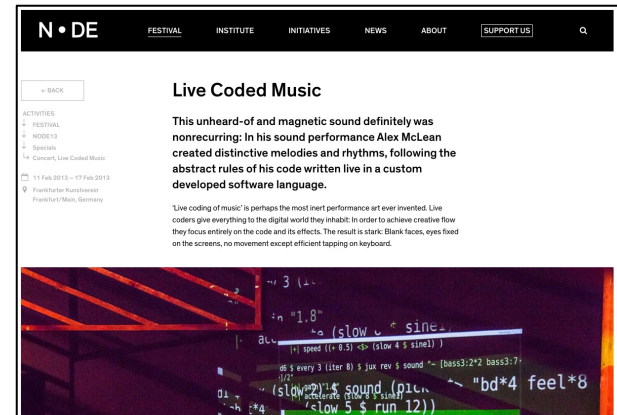 N • DE
FESTIVAL
INSTITUTE
INITIATIVES
NEWS
ABOUT
SUPPORT US
← BACK
ACTIVITIES
↓ FESTIVAL
↓ NODE13
↓ Specials
↳ Concert, Live Coded Music
11 Feb 2013 – 17 Feb 2013
Frankfurter Kunstverein
Frankfurt/Main, Germany
Live Coded Music
This unheard-of and magnetic sound definitely was
nonrecurring: In his sound performance Alex McLean
created distinctive melodies and rhythms, following the
abstract rules of his code written live in a custom
developed software language.
'Live coding of music' is perhaps the most inert performance art ever invented. Live
coders give everything to the digital world they inhabit: In order to achieve creative flow
they focus entirely on the code and its effects. The result is stark: Blank faces, eyes fixed
on the screens, no movement except efficient tapping on keyboard.
"1.8"
(slow
sine1
|+| speed ((+ 0.5) <$> (slow 4 $ sine1) )
d6 $ every 3 (iter 8) $ jux rev $ sound "~ [bass3:2*2 bass3:7
$ sound (pick
"bd*4 feel*8
(slow 5 $ run 12))